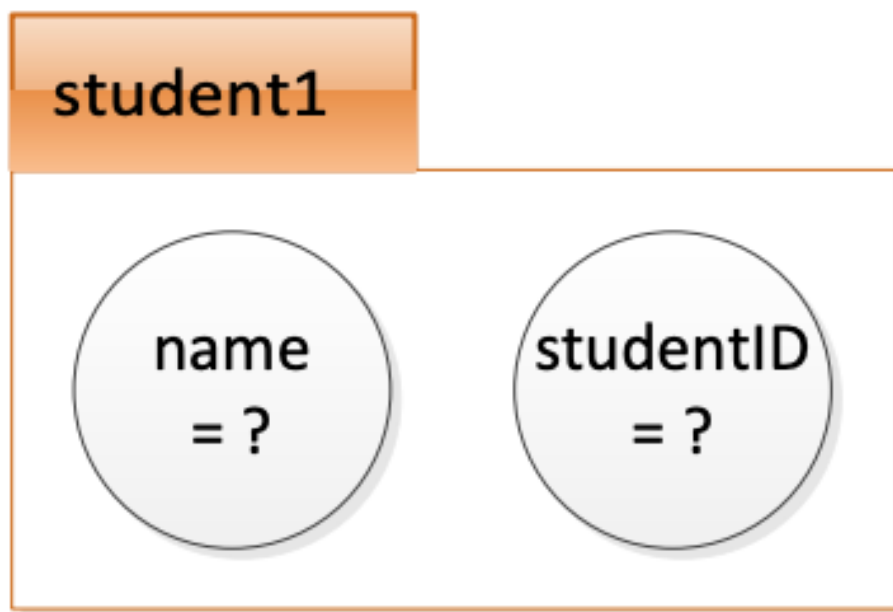 student1
name
= ?
studentID
= ?